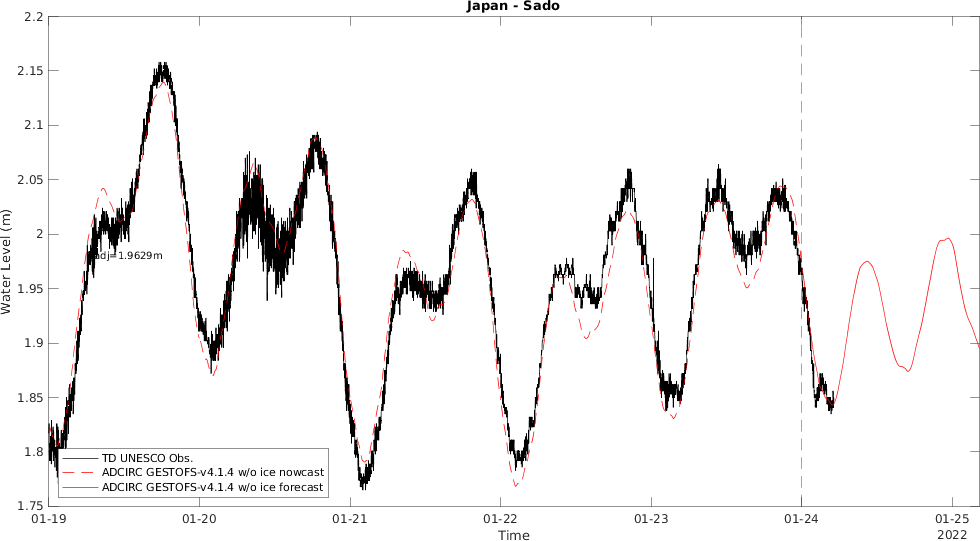 Japan - Sado
2.2
2.15
2.1
2.05
2
1.95
1.9
1.85
1.8
1.75
Water Level (m)
adj=1.9629m
TD UNESCO Obs.
ADCIRC GESTOFS-v4.1.4 w/o ice nowcast
ADCIRC GESTOFS-v4.1.4 w/o ice forecast
01-19
01-20
01-21
01-22
01-23
01-24
01-25
Time
2022